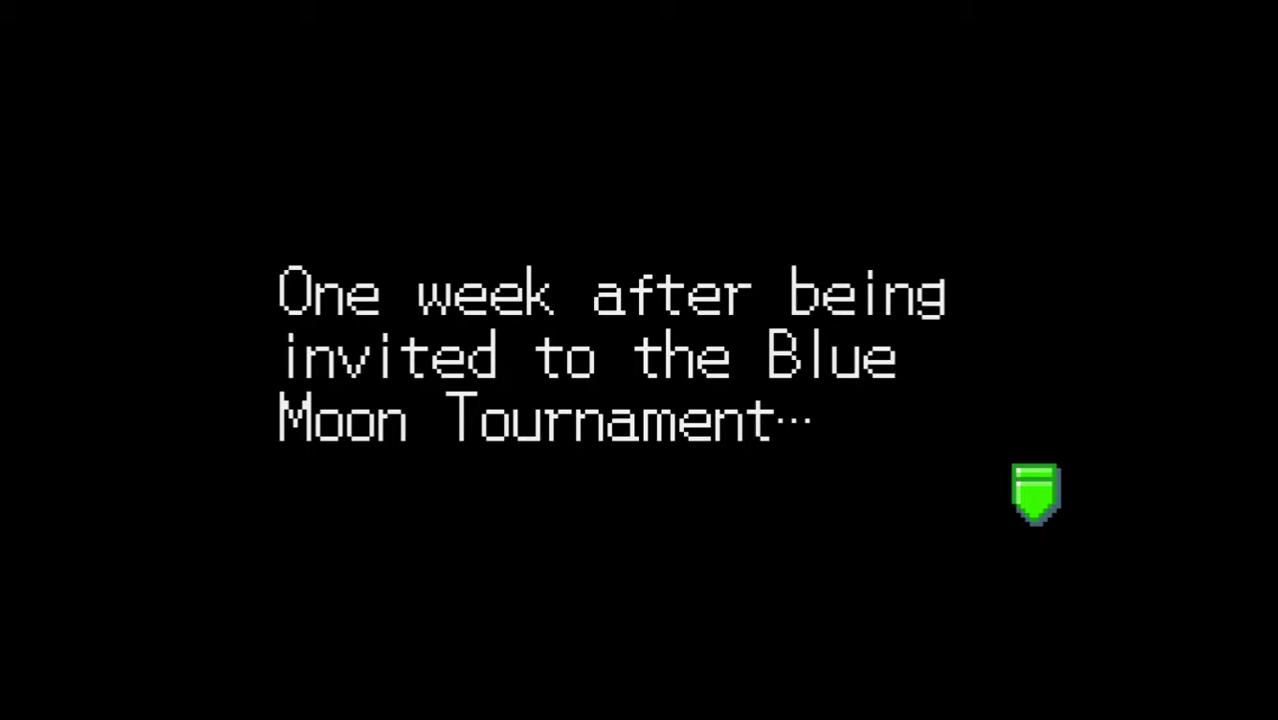 One week after being
invited to the Blue
Moon Tournament…